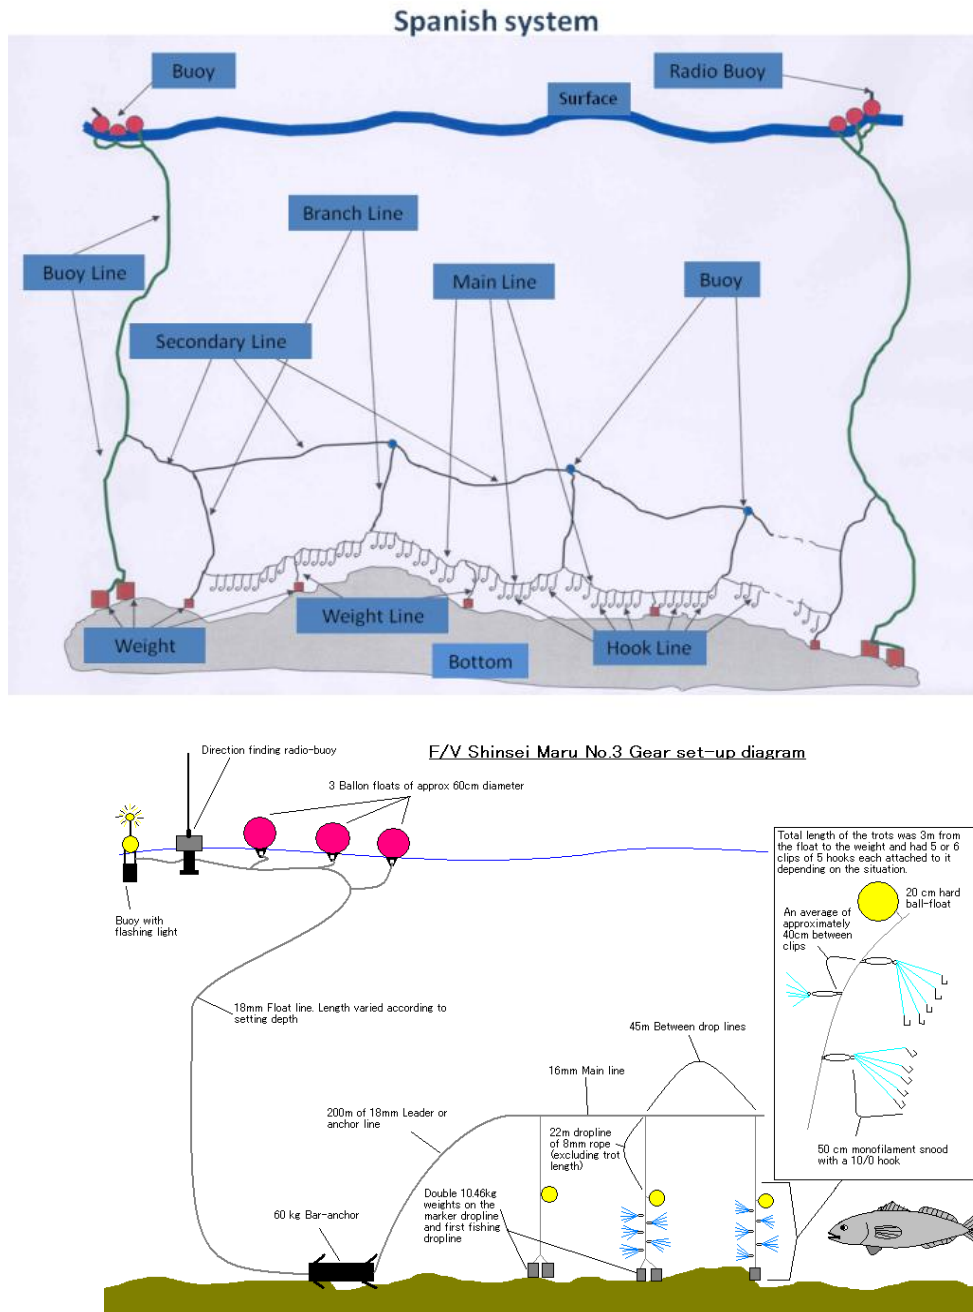 Spanish system
Buoy
Radio Buoy
Surface
Branch Line
Buoy Line
Main Line
Buoy
Secondary Line
Weight
Weight Line
Hook Line
Bottom
F/V Shinsei Maru No.3 Gear set-up diagram
Direction finding radio-buoy
3 Ballon floats of approx 60cm diameter
Buoy with
flashing light
Total length of the trots was 3m from
the float to the weight and had 5 or 6
clips of 5 hooks each attached to it
depending on the situation.
20 cm hard
ball-float
An average of
approximately
40cm between
clips
50 cm monofilament snood
with a 10/0 hook
18mm Float line. Length varied according to
setting depth
45m Between drop lines
16mm Main line
200m of 18mm Leader or
anchor line
22m dropline
of 8mm rope
(excluding trot
length)
Double 10.46kg
weights on the
marker dropline
and first fishing
dropline
60 kg Bar-anchor